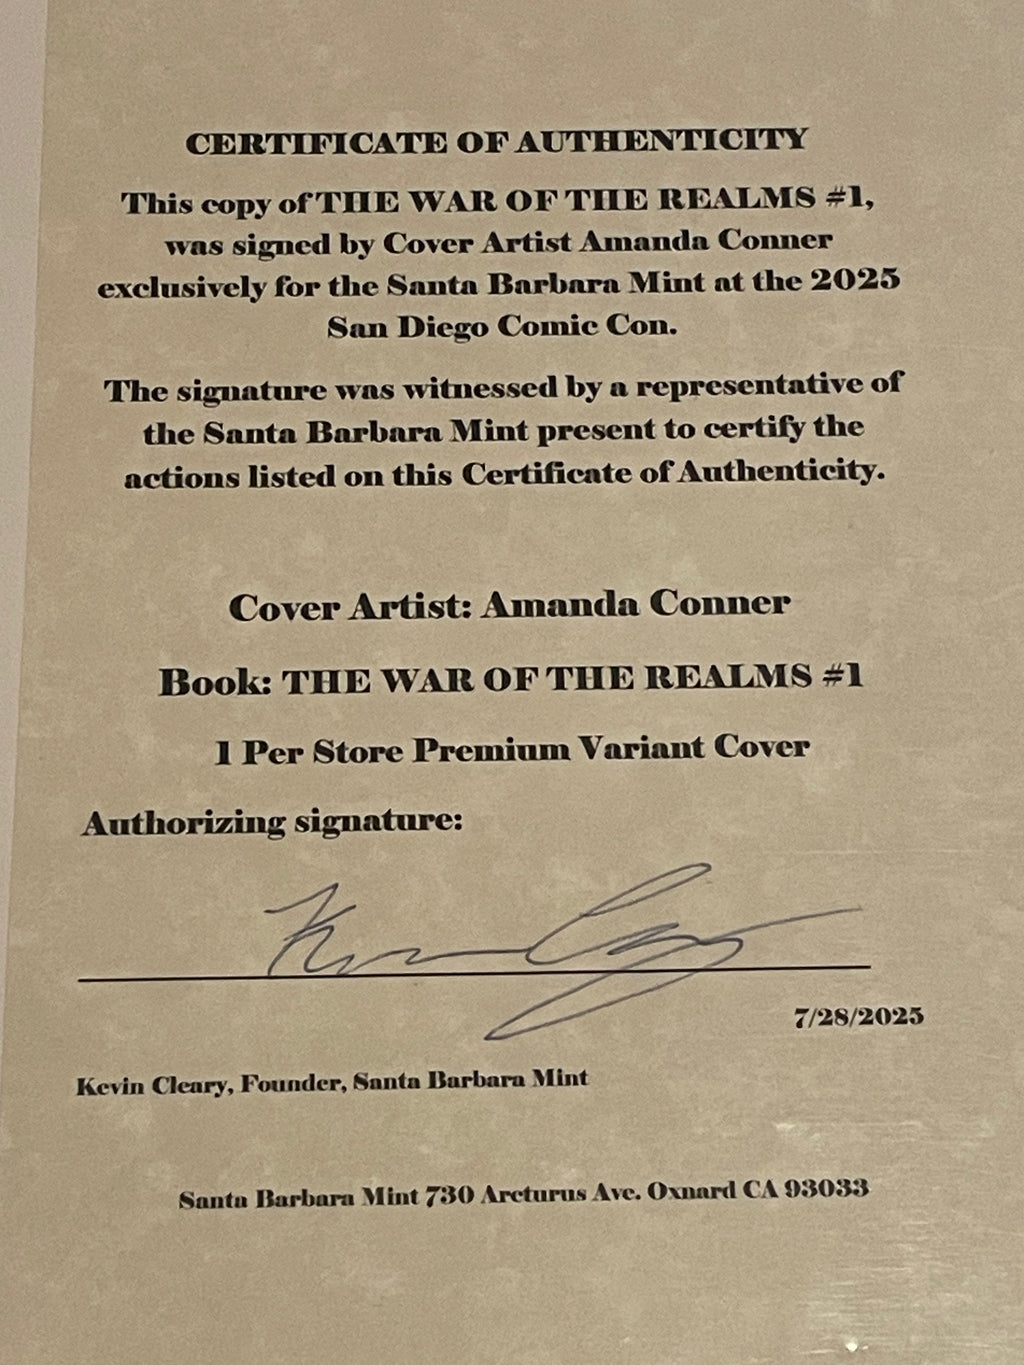 CERTIFICATE OF AUTHENTICITY
This copy of THE WAR OF THE REALMS #1,
was signed by Cover Artist Amanda Conner
exclusively for the Santa Barbara Mint at the 2025
San Diego Comic Con.
The signature was witnessed by a representative of
the Santa Barbara Mint present to certify the
actions listed on this Certificate of Authenticity.
Cover Artist: Amanda Conner
Book: THE WAR OF THE REALMS #1
1 Per Store Premium Variant Cover
Authorizing signature:
7/28/2025
Kevin Cleary, Founder, Santa Barbara Mint
Santa Barbara Mint 730 Arcturus Ave. Oxnard CA 93033